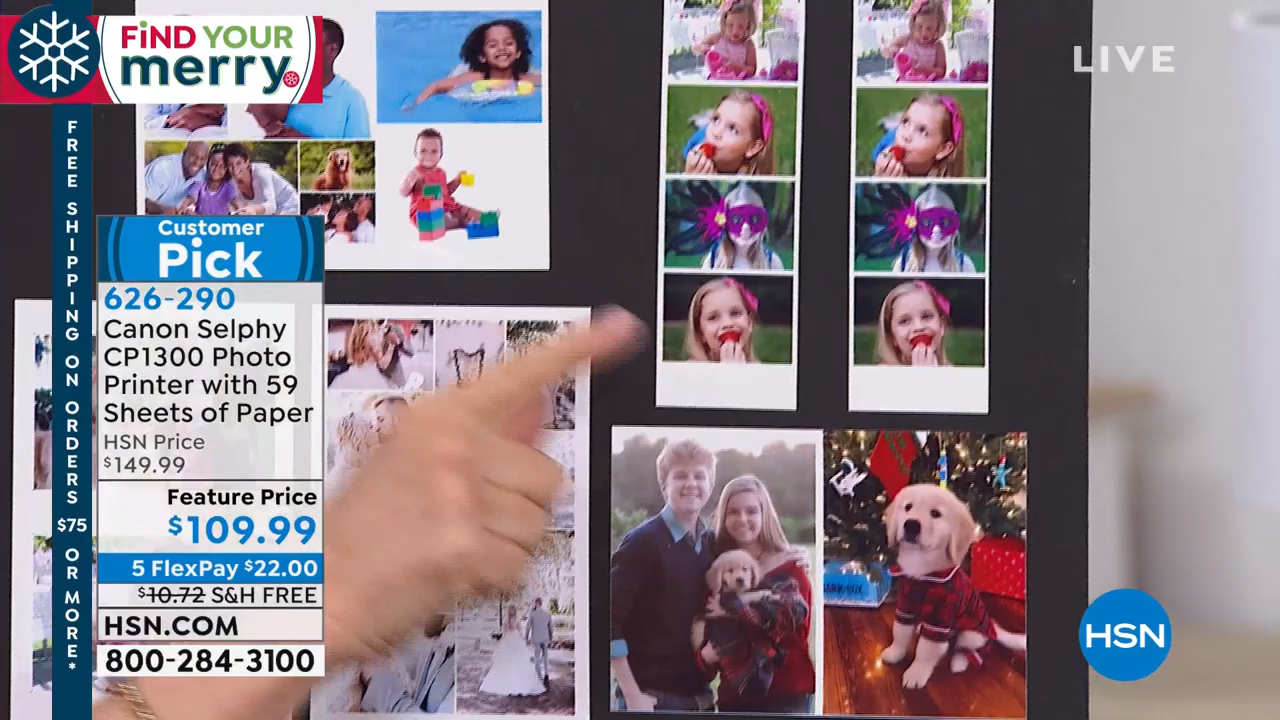 FiND YOUR
merry
LIVE
FREE SHIPPING ON ORDERS $75 OR MORE*
Customer
Pick
626-290
Canon Selphy
CP1300 Photo
Printer with 59
Sheets of Paper
HSN Price
$149.99
Feature Price
$109.99
5 FlexPay $22.00
$10.72 S&H FREE
HSN.COM
800-284-3100
HSN